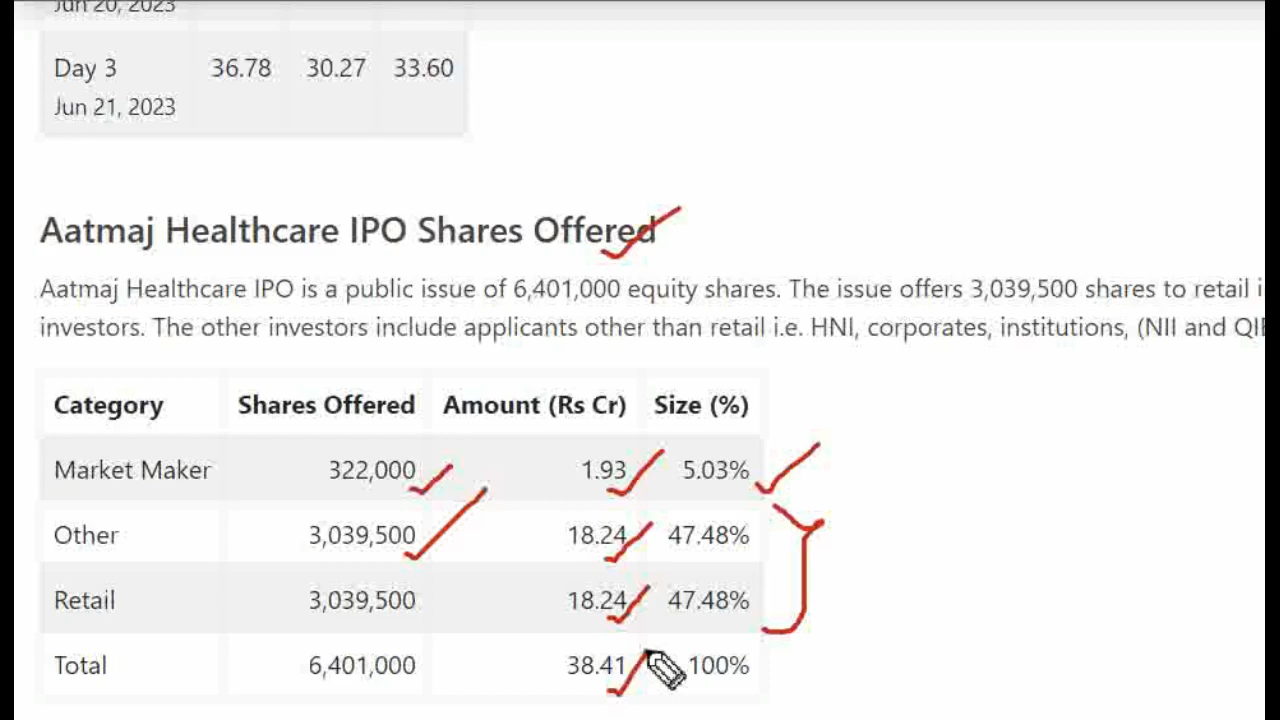 Jun 20, 2023
Day 3 36.78 30.27 33.60
Jun 21, 2023
Aatmaj Healthcare IPO Shares Offered
Aatmaj Healthcare IPO is a public issue of 6,401,000 equity shares. The issue offers 3,039,500 shares to retail i
investors. The other investors include applicants other than retail i.e. HNI, corporates, institutions, (NII and QI
Category Shares Offered Amount (Rs Cr) Size (%)
Market Maker 322,000 1.93 5.03%
Other 3,039,500 18.24 47.48%
Retail 3,039,500 18.24 47.48%
Total 6,401,000 38.41 100%